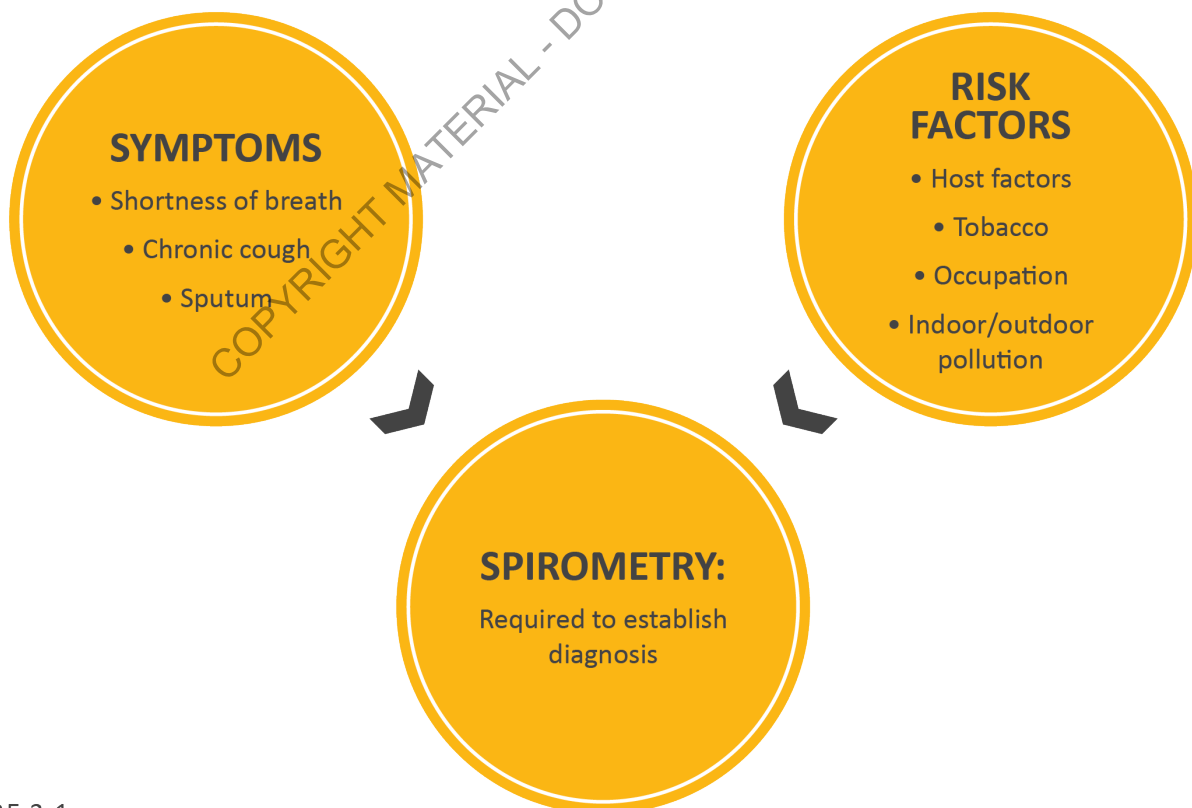 SYMPTOMS
• Shortness of breath
• Chronic cough
• Sputum
RISK
FACTORS
• Host factors
• Tobacco
• Occupation
• Indoor/outdoor
pollution
SPIROMETRY:
Required to establish
diagnosis
COPYRIGHT MATERIAL - DO